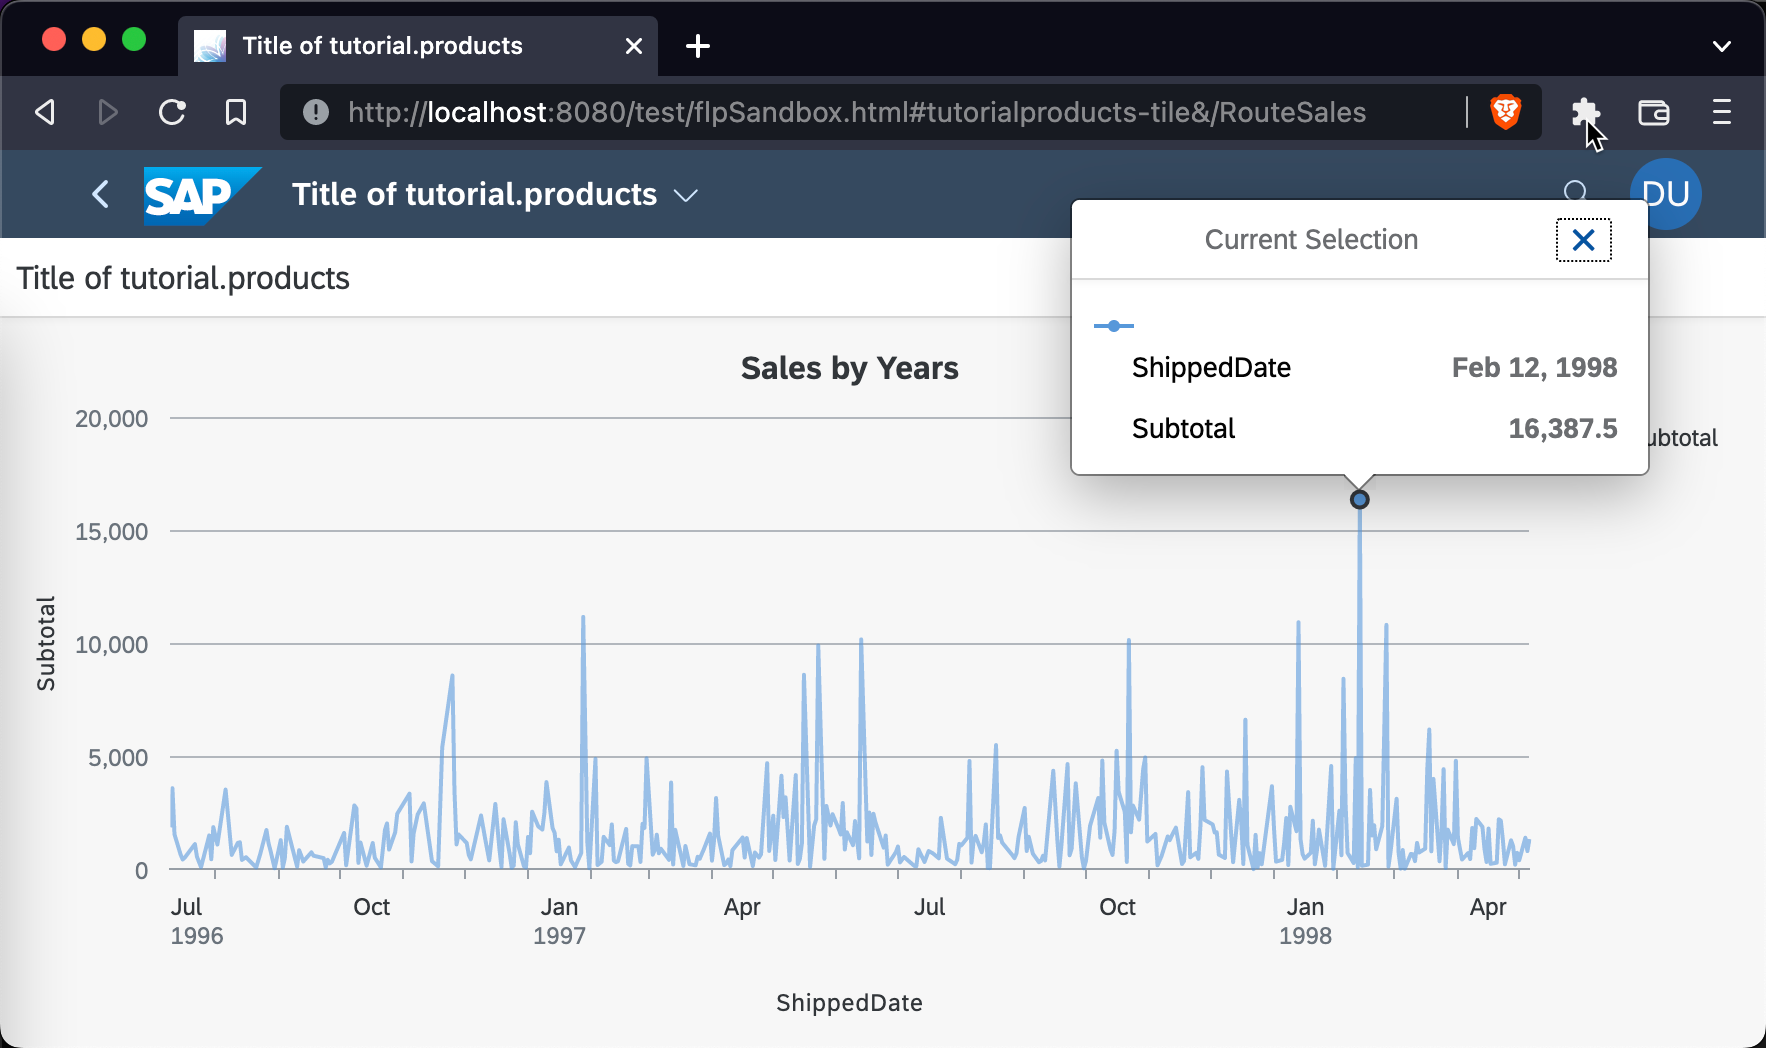 Title of tutorial.products
http://localhost:8080/test/flpSandbox.html#tutorialproducts-tile&/RouteSales
SAP
Title of tutorial.products
DU
Title of tutorial.products
Current Selection
ShippedDate Feb 12, 1998
Subtotal 16,387.5
ubtotal
Sales by Years
20,000
15,000
10,000
5,000
0
Subtotal
Jul Oct Jan Apr Jul Oct Jan Apr
1996 1997 1998
ShippedDate